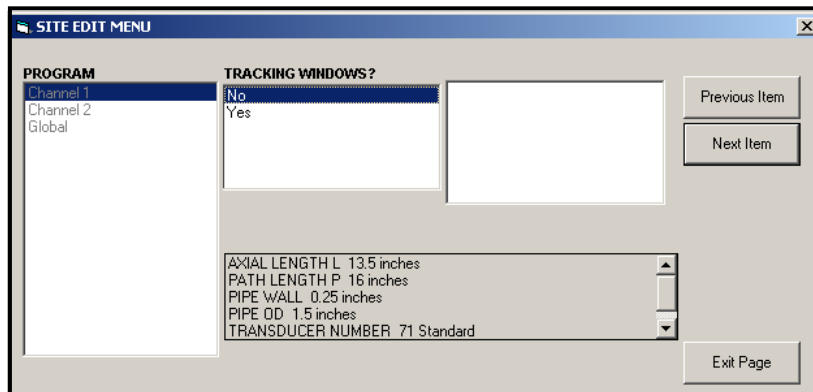 SITE EDIT MENU
PROGRAM
Channel 1
Channel 2
Global
TRACKING WINDOWS?
No
Yes
Previous Item
Next Item
AXIAL LENGTH L 13.5 inches
PATH LENGTH P 16 inches
PIPE WALL 0.25 inches
PIPE OD 1.5 inches
TRANSDUCER NUMBER 71 Standard
Exit Page